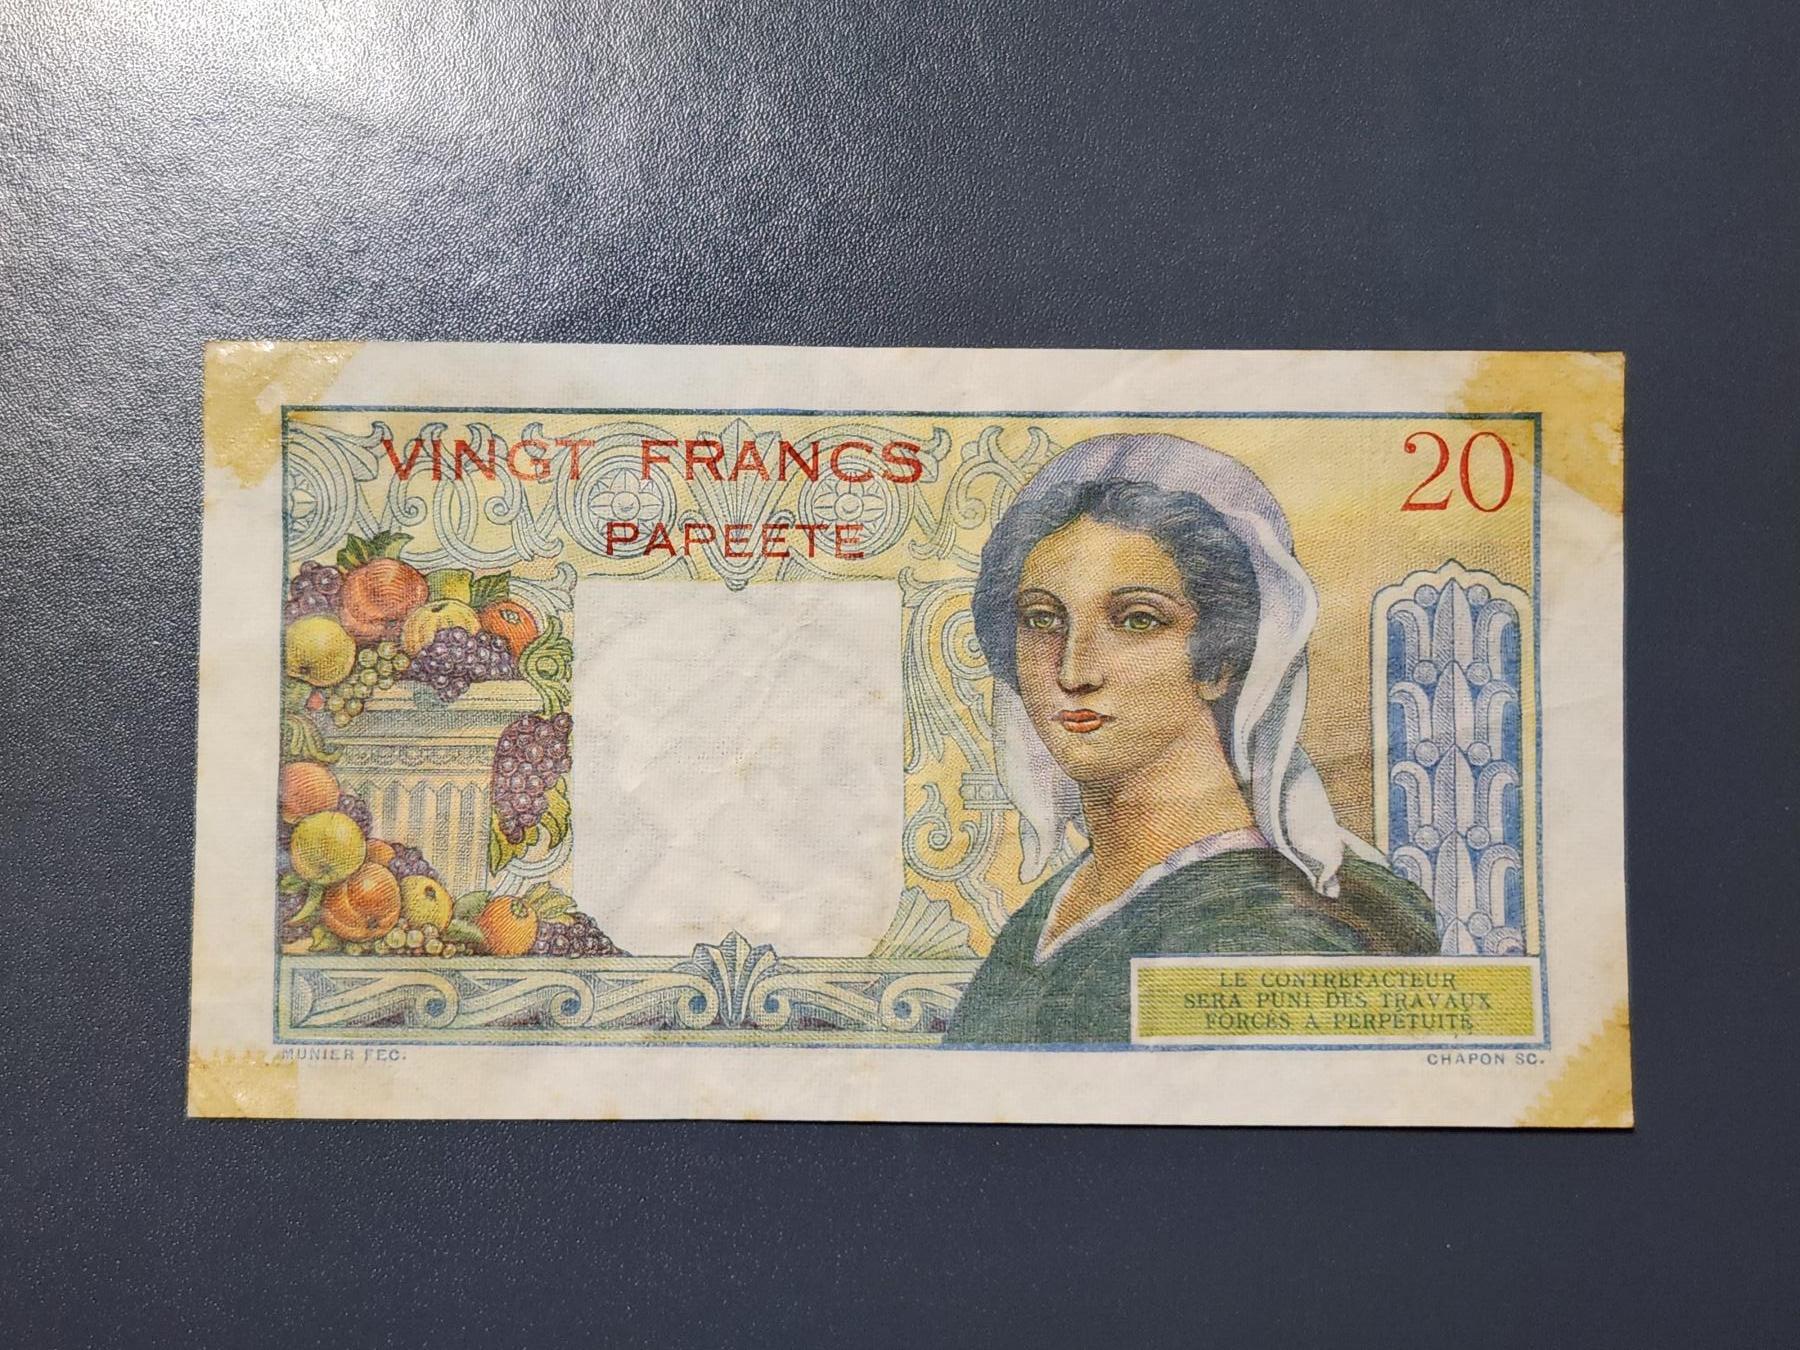 VINGT FRANCS
20
PAPEETE
LE CONTREFACTEUR
SERA PUNI DES TRAVAUX
FORCÉS A PERPÉTUITÉ
MUNIER FEC.
CHAPON SC.